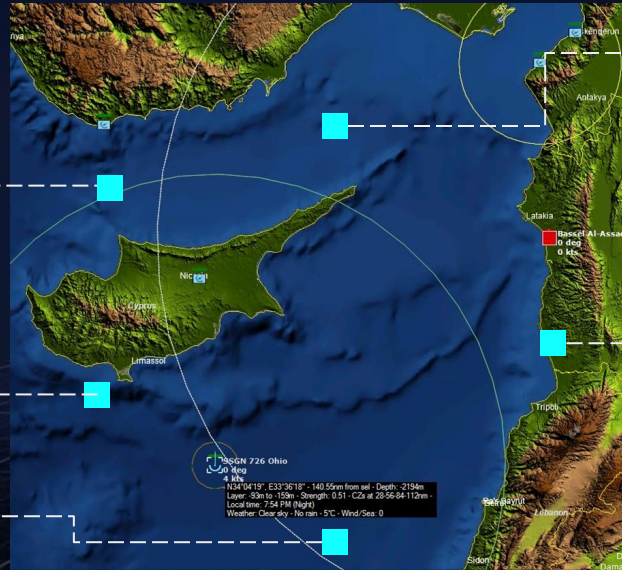 nya
skenderun
Antakya
Latakia
Bassel Al-Assad
0 deg
0 kts
Cyprus
Limassol
Tripoli
SSGN 726 Ohio
0 deg
4 kts
N34°04'19", E33°36'18" - 140.55nm from sel - Depth: -2194m
Layer: -93m to -159m - Strength: 0.51 - CZs at 28-56-84-112nm -
Local time: 7:54 PM (Night)
Weather: Clear sky - No rain - 5°C - Wind/Sea: 0
Lebanon
Sidon
Dama